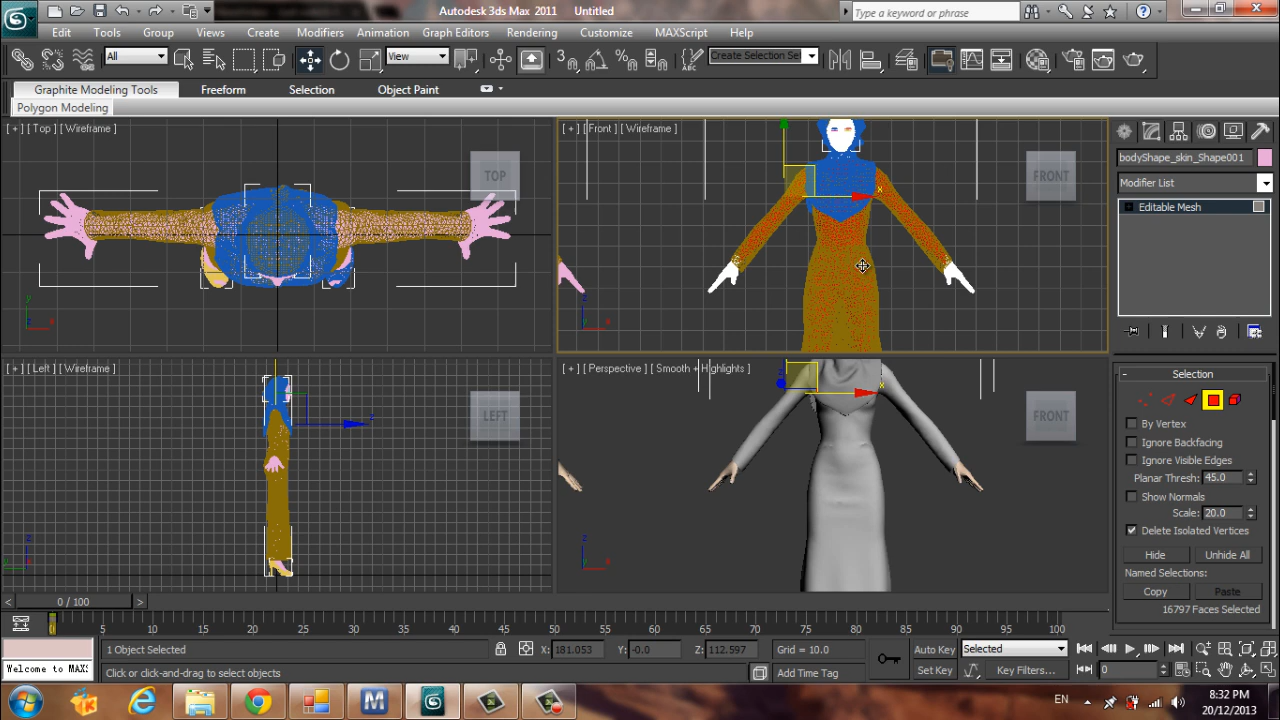 Autodesk 3ds Max 2011 Untitled
Type a keyword or phrase
Edit Tools Group Views Create Modifiers Animation Graph Editors Rendering Customize MAXScript Help
All View Create Selection Se
Graphite Modeling Tools Freeform Selection Object Paint
Polygon Modeling
[ + ] [ Top ] [ Wireframe ]
TOP
[ + ] [ Front ] [ Wireframe ]
FRONT
bodyShape_skin_Shape001
Modifier List
Editable Mesh
[ + ] [ Left ] [ Wireframe ]
LEFT
[ + ] [ Perspective ] [ Smooth + Highlights ]
FRONT
Selection
By Vertex
Ignore Backfacing
Ignore Visible Edges
Planar Thresh: 45.0
Show Normals
Scale: 20.0
Delete Isolated Vertices
Hide Unhide All
Named Selections:
Copy Paste
16797 Faces Selected
0 / 100
0 5 10 15 20 25 30 35 40 45 50 55 60 65 70 75 80 85 90 95 100
1 Object Selected X: 181.053 Y: -0.0 Z: 112.597 Grid = 10.0 Auto Key Selected
Welcome to MAX Click or click-and-drag to select objects Add Time Tag Set Key Key Filters... 0
EN 8:32 PM
20/12/2013